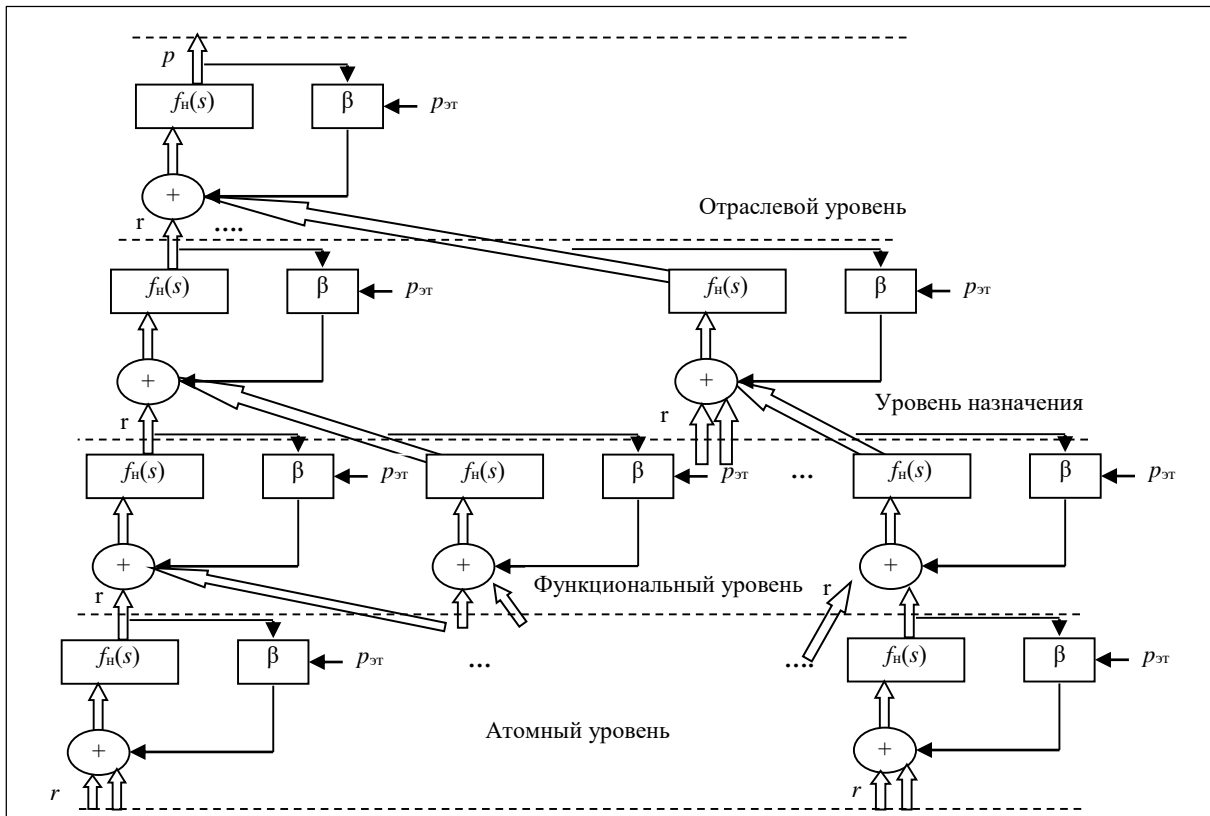 p
fн(s) β pэт
+
Отраслевой уровень
r ….
fн(s) β pэт fн(s) β pэт
+ +
Уровень назначения
r r
fн(s) β pэт fн(s) β pэт … fн(s) β pэт
+ + +
Функциональный уровень
r r
fн(s) β pэт … …. fн(s) β pэт
Атомный уровень
+ +
r r